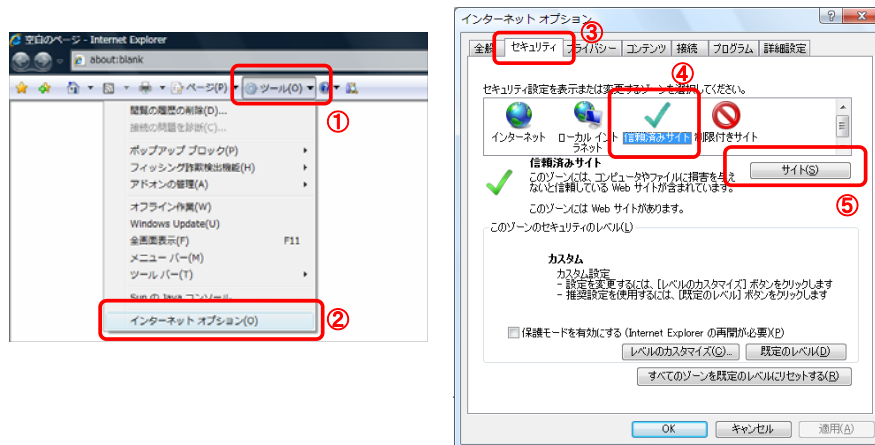 空白のページ - Internet Explorer
about:blank
ページ(P)
ツール(O)
①
閲覧の履歴の削除(D)...
接続の問題を診断(C)...
ポップアップ ブロック(P)
フィッシング詐欺検出機能(H)
アドオンの管理(A)
オフライン作業(W)
Windows Update(U)
全画面表示(F) F11
メニュー バー(M)
ツール バー(T)
Sun の Java コンソール
インターネット オプション(O)
②
インターネット オプション
③
全般 セキュリティ プライバシー コンテンツ 接続 プログラム 詳細設定
④
セキュリティ設定を表示または変更するゾーンを選択してください。
インターネット ローカル イント 信頼済みサイト 制限付きサイト
ラネット
信頼済みサイト
サイト(S)
このゾーンには、コンピュータやファイルに損害を与え
ないと信頼している Web サイトが含まれています。
⑤
このゾーンには Web サイトがあります。
このゾーンのセキュリティのレベル(L)
カスタム
カスタム設定
- 設定を変更するには、[レベルのカスタマイズ] ボタンをクリックします
- 推奨設定を使用するには、[既定のレベル] ボタンをクリックします
保護モードを有効にする (Internet Explorer の再開が必要)(P)
レベルのカスタマイズ(C)... 既定のレベル(D)
すべてのゾーンを既定のレベルにリセットする(R)
OK キャンセル 適用(A)